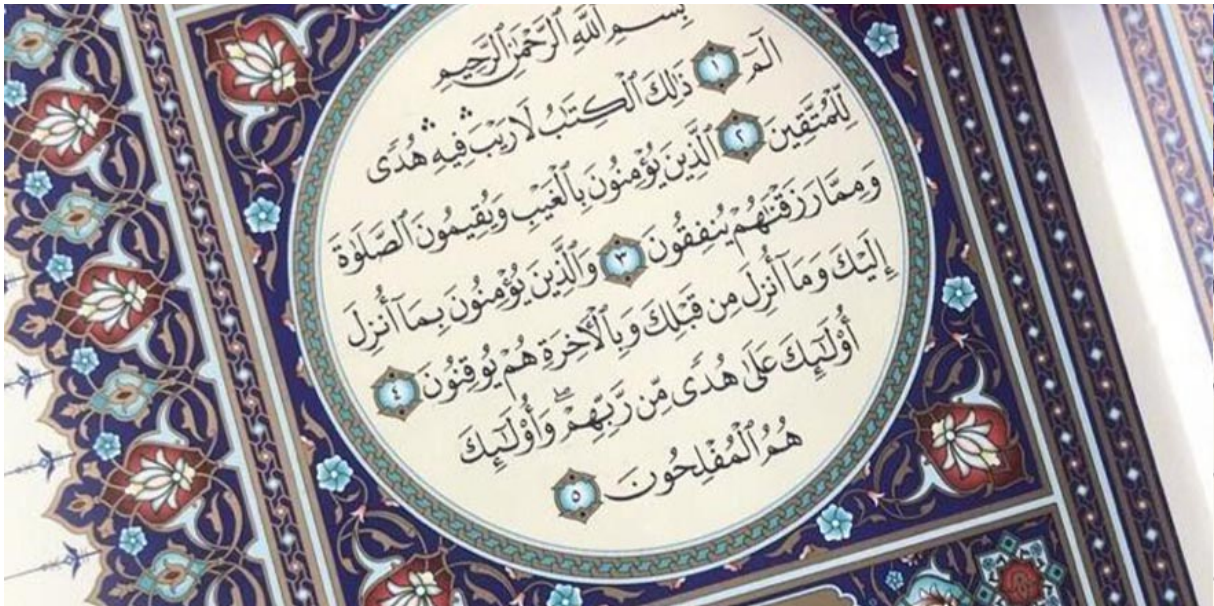 بِسْمِ ٱللَّهِ ٱلرَّحْمَٰنِ ٱلرَّحِيمِ
الٓمٓ ١ ذَٰلِكَ ٱلْكِتَٰبُ لَا رَيْبَ ۛ فِيهِ ۛ هُدًى
لِّلْمُتَّقِينَ ٢ ٱلَّذِينَ يُؤْمِنُونَ بِٱلْغَيْبِ وَيُقِيمُونَ ٱلصَّلَوٰةَ
وَمِمَّا رَزَقْنَٰهُمْ يُنفِقُونَ ٣ وَٱلَّذِينَ يُؤْمِنُونَ بِمَآ أُنزِلَ
إِلَيْكَ وَمَآ أُنزِلَ مِن قَبْلِكَ وَبِٱلْأَخِرَةِ هُمْ يُوقِنُونَ ٤
أُو۟لَٰٓئِكَ عَلَىٰ هُدًى مِّن رَّبِّهِمْ ۖ وَأُو۟لَٰٓئِكَ
هُمُ ٱلْمُفْلِحُونَ ٥